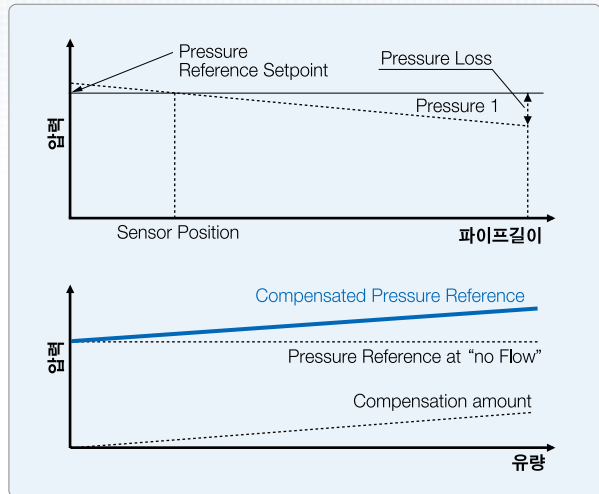 Pressure
Reference Setpoint
Pressure Loss
Pressure 1
압력
Sensor Position
파이프길이
Compensated Pressure Reference
압력
Pressure Reference at “no Flow”
Compensation amount
유량